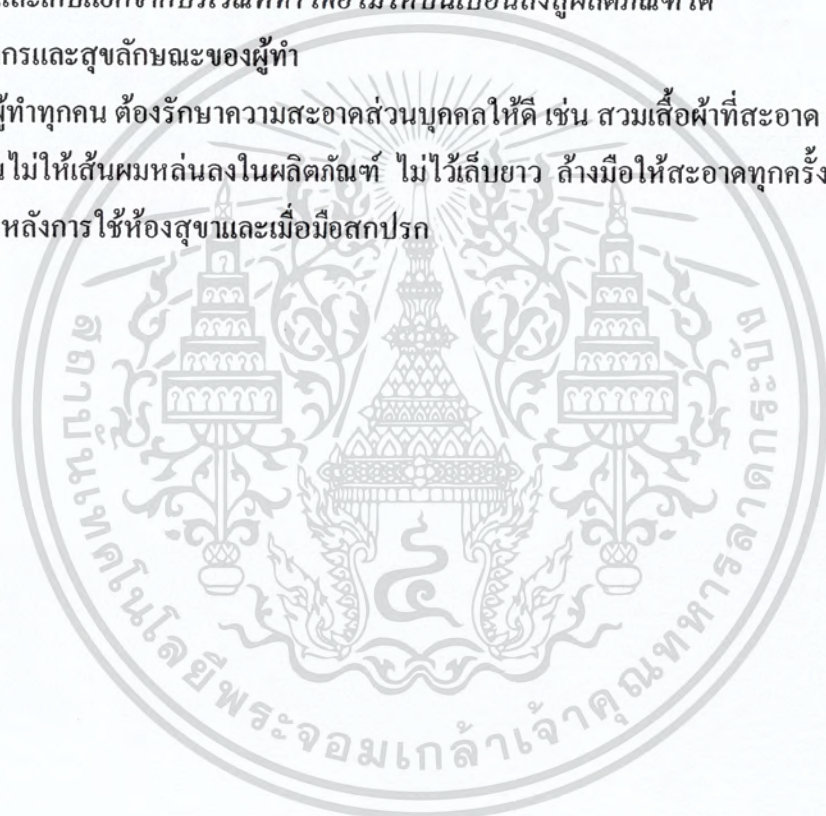 กรและสุขลักษณะของผู้ทำ
ผู้ทำทุกคน ต้องรักษาความสะอาดส่วนบุคคลให้ดี เช่น สวมเสื้อผ้าที่สะอาด
ไม่ให้เส้นผมหล่นลงในผลิตภัณฑ์ ไม่ไว้เล็บยาว ล้างมือให้สะอาดทุกครั้ง
หลังการใช้ห้องสุขาและเมื่อมือสกปรก
สถาบันเทคโนโลยีพระจอมเกล้าเจ้าคุณทหารลาดกระบัง